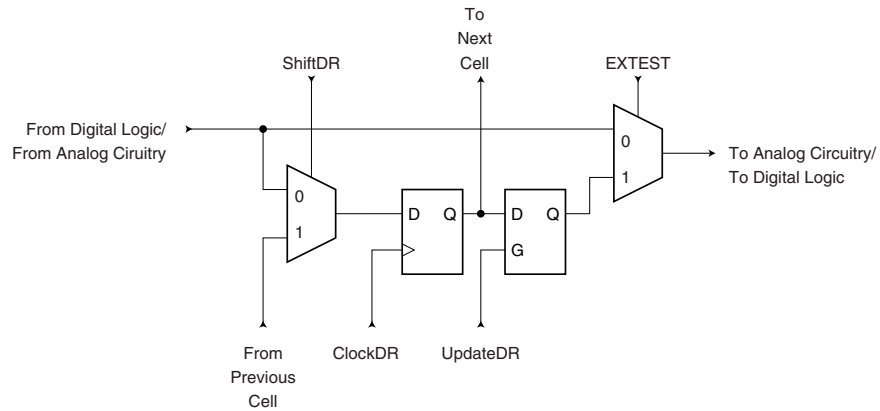 To
Next
Cell
ShiftDR
EXTEST
From Digital Logic/
From Analog Ciruitry
0
1
To Analog Circuitry/
To Digital Logic
0
1
D Q
D Q
G
From
Previous
Cell
ClockDR
UpdateDR